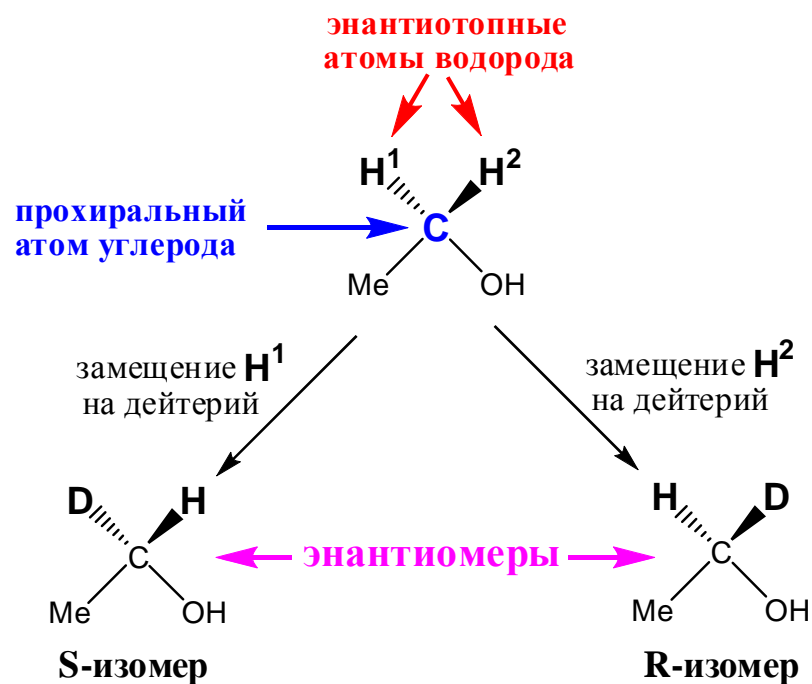 энантиотопные
атомы водорода
H¹ H²
прохиральный
атом углерода
C
Me OH
замещение H¹
на дейтерий
замещение H²
на дейтерий
D H
C
Me OH
S-изомер
энантиомеры
H D
C
Me OH
R-изомер